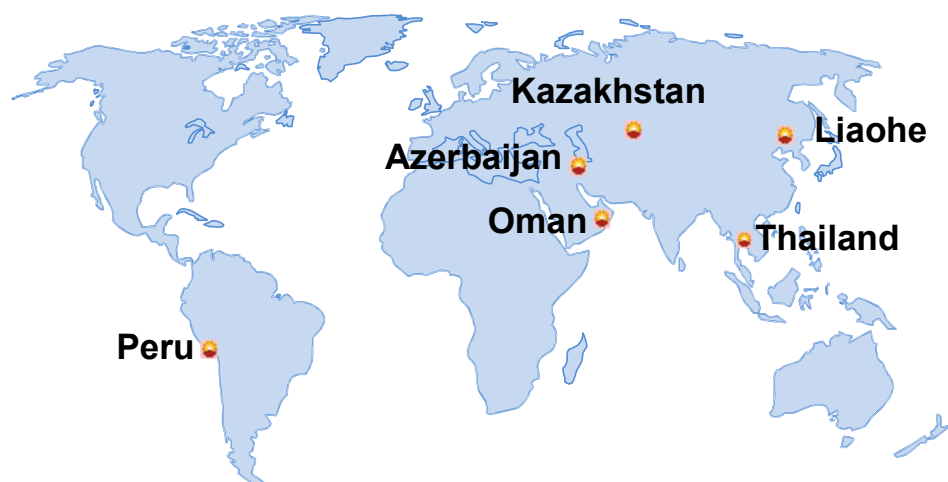 Kazakhstan
Liaohe
Azerbaijan
Oman
Thailand
Peru